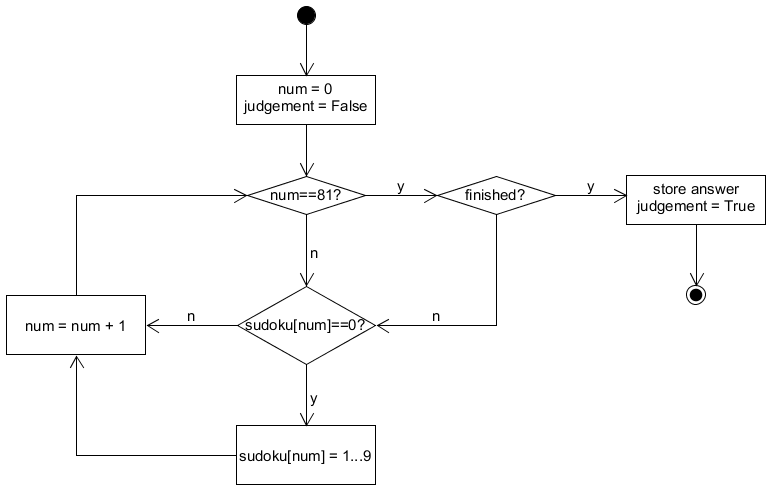 num = 0
judgement = False
num==81?
y
finished?
y
store answer
judgement = True
n
num = num + 1
n
sudoku[num]==0?
n
y
sudoku[num] = 1...9